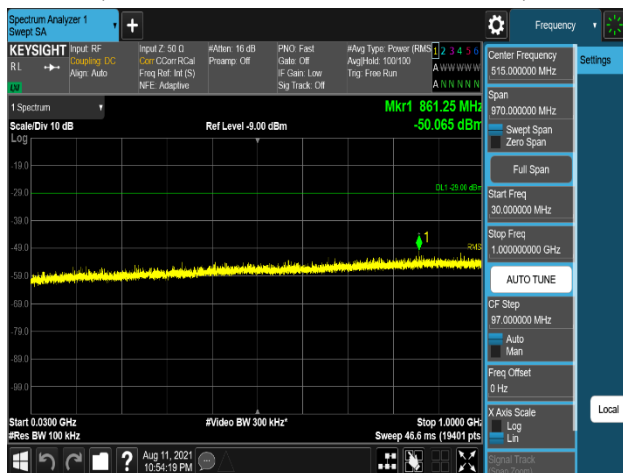 Spectrum Analyzer 1
Swept SA
+
Frequency
KEYSIGHT
RL
LXI
Input: RF
Coupling: DC
Align: Auto
Input Z: 50 Ω
Corr CCorr RCal
Freq Ref: Int (S)
NFE: Adaptive
#Atten: 16 dB
Preamp: Off
PNO: Fast
Gate: Off
IF Gain: Low
Sig Track: Off
#Avg Type: Power (RMS
Avg|Hold: 100/100
Trig: Free Run
1 2 3 4 5 6
A W W W W W
A N N N N N
1 Spectrum
Scale/Div 10 dB
Log
Ref Level -9.00 dBm
Mkr1 861.25 MHz
-50.065 dBm
-19.0
-29.0
-39.0
-49.0
-59.0
-69.0
-79.0
-89.0
-99.0
DL1 -29.00 dBm
1
RMS
Start 0.0300 GHz
#Res BW 100 kHz
#Video BW 300 kHz*
Stop 1.0000 GHz
Sweep 46.6 ms (19401 pts
?
Aug 11, 2021
10:54:19 PM
Center Frequency
515.000000 MHz
Span
970.000000 MHz
Swept Span
Zero Span
Full Span
Start Freq
30.000000 MHz
Stop Freq
1.000000000 GHz
AUTO TUNE
CF Step
97.000000 MHz
Auto
Man
Freq Offset
0 Hz
X Axis Scale
Log
Lin
Signal Track
(Span Zoom)
Settings
Local